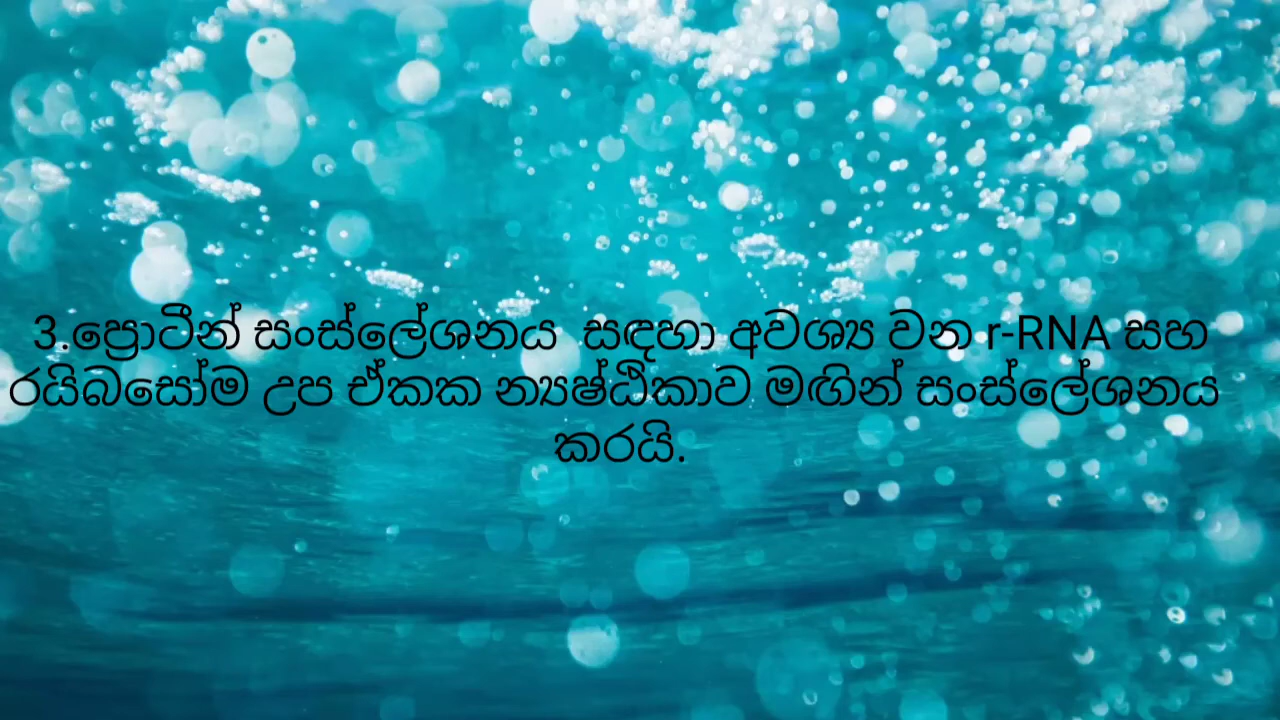 3.ප්‍රොටීන් සංස්ලේශනය  සඳහා අවශ්‍ය වන r-RNA සහ
රයිබසෝම උප ඒකක න්‍යෂ්ඨිකාව මඟින් සංස්ලේශනය
කරයි.